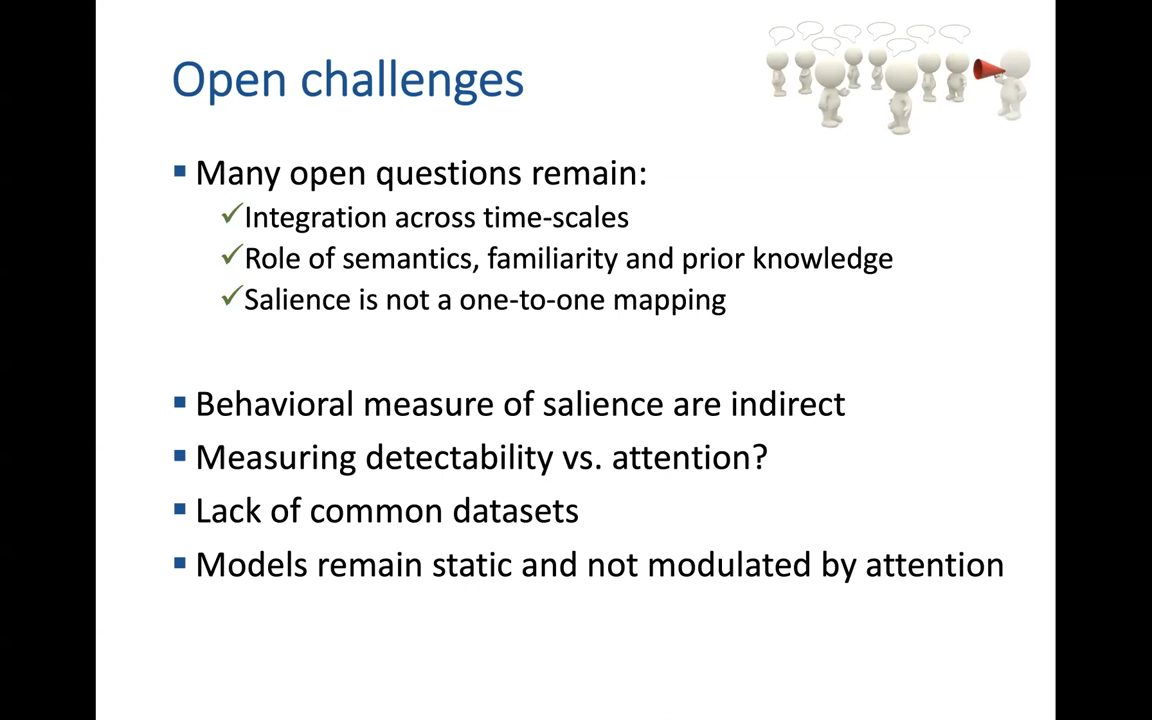 Open challenges
Many open questions remain:
Integration across time-scales
Role of semantics, familiarity and prior knowledge
Salience is not a one-to-one mapping
Behavioral measure of salience are indirect
Measuring detectability vs. attention?
Lack of common datasets
Models remain static and not modulated by attention